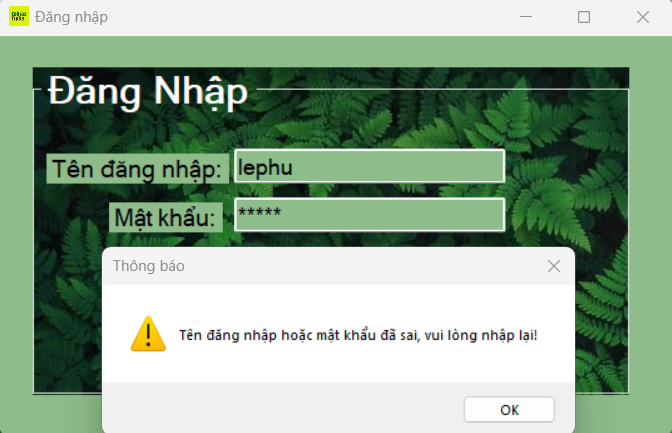 Đăng nhập
Đăng Nhập
Tên đăng nhập: lephu
Mật khẩu: *****
Thông báo
Tên đăng nhập hoặc mật khẩu đã sai, vui lòng nhập lại!
OK